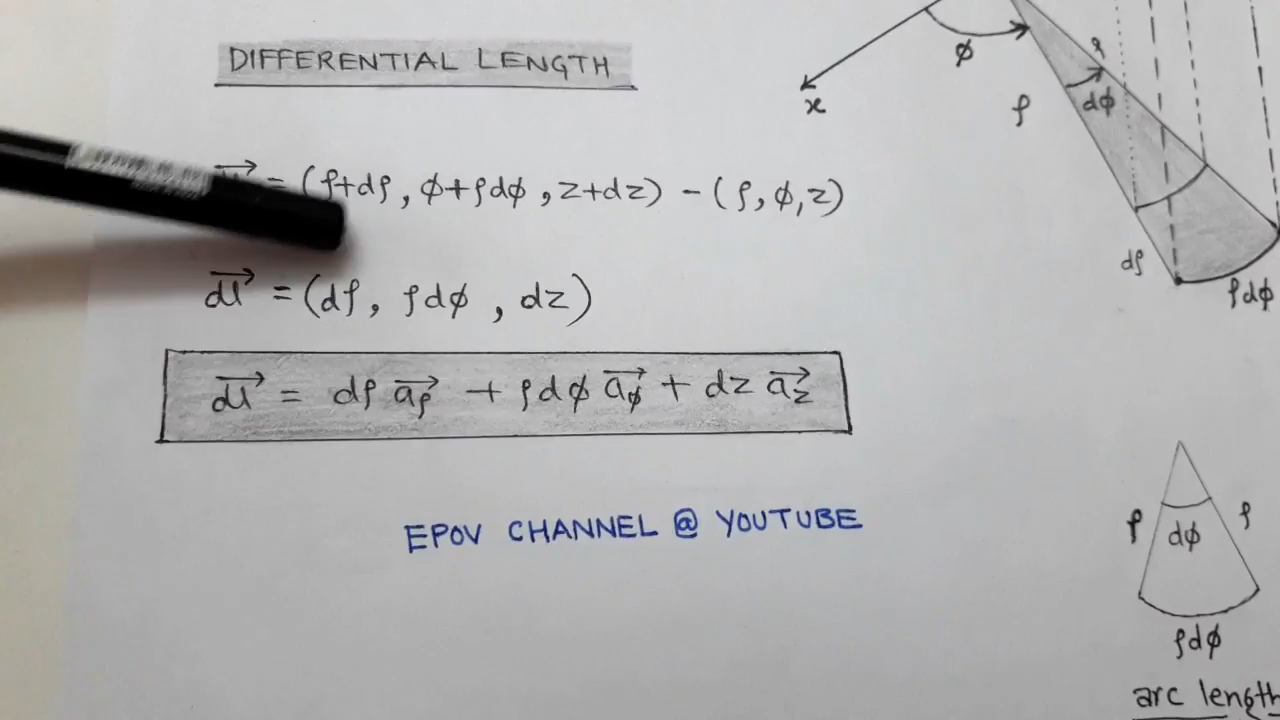 DIFFERENTIAL LENGTH
= (ρ+dρ, ϕ+ρdϕ, z+dz) - (ρ, ϕ, z)
dl⃗ = (dρ, ρdϕ, dz)
dl⃗ = dρ a⃗ρ + ρdϕ a⃗ϕ + dz a⃗z
EPOV CHANNEL @ YOUTUBE
ϕ
x
ρ
ρ
dϕ
dρ
ρdϕ
ρ
dϕ
ρ
ρdϕ
arc length